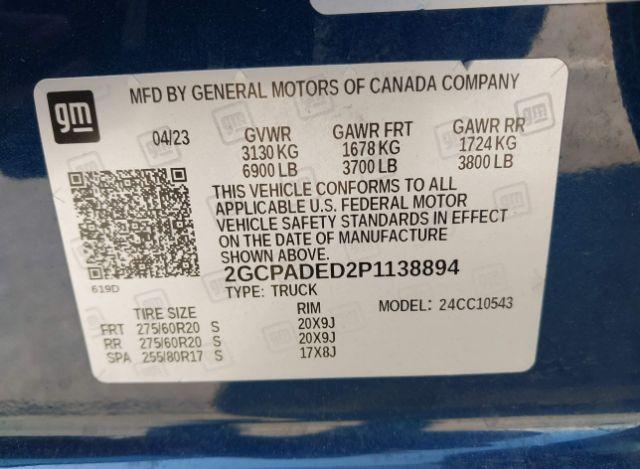 gm
MFD BY GENERAL MOTORS OF CANADA COMPANY
04/23 GVWR GAWR FRT GAWR RR
3130 KG 1678 KG 1724 KG
6900 LB 3700 LB 3800 LB
THIS VEHICLE CONFORMS TO ALL
APPLICABLE U.S. FEDERAL MOTOR
VEHICLE SAFETY STANDARDS IN EFFECT
ON THE DATE OF MANUFACTURE
SHOWN ABOVE.
2GCPADED2P1138894
619D
TYPE: TRUCK MODEL: 24CC10543
TIRE SIZE RIM
FRT 275/60R20 S 20X9J
RR 275/60R20 S 20X9J
SPA 255/80R17 S 17X8J